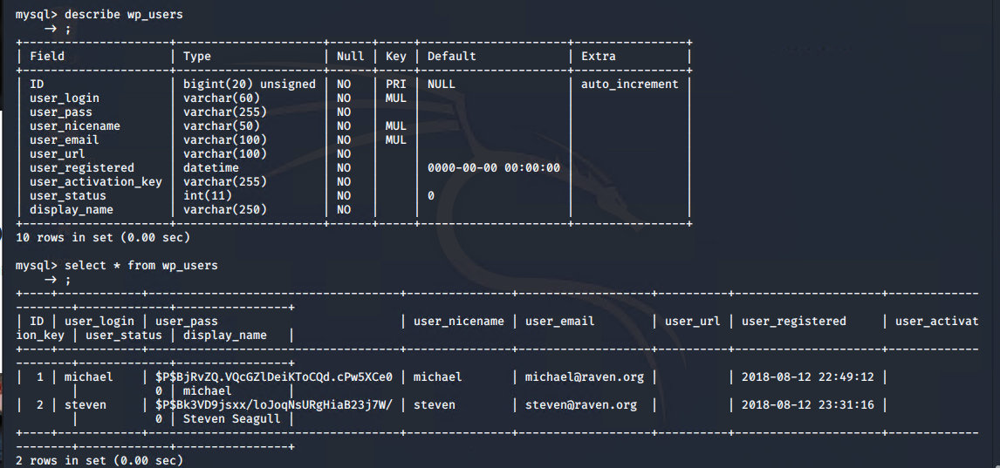 mysql> describe wp_users
    → ;
+---------------------+---------------------+------+-----+---------------------+----------------+
| Field               | Type                | Null | Key | Default             | Extra          |
+---------------------+---------------------+------+-----+---------------------+----------------+
| ID                  | bigint(20) unsigned | NO   | PRI | NULL                | auto_increment |
| user_login          | varchar(60)         | NO   | MUL |                     |                |
| user_pass           | varchar(255)        | NO   |     |                     |                |
| user_nicename       | varchar(50)         | NO   | MUL |                     |                |
| user_email          | varchar(100)        | NO   | MUL |                     |                |
| user_url            | varchar(100)        | NO   |     |                     |                |
| user_registered     | datetime            | NO   |     | 0000-00-00 00:00:00 |                |
| user_activation_key | varchar(255)        | NO   |     |                     |                |
| user_status         | int(11)             | NO   |     | 0                   |                |
| display_name        | varchar(250)        | NO   |     |                     |                |
+---------------------+---------------------+------+-----+---------------------+----------------+
10 rows in set (0.00 sec)
mysql> select * from wp_users
    → ;
+----+------------+------------------------------------+---------------+-------------------+----------+---------------------+-------------
--------+-------------+----------------+
| ID | user_login | user_pass                          | user_nicename | user_email        | user_url | user_registered     | user_activat
ion_key | user_status | display_name   |
+----+------------+------------------------------------+---------------+-------------------+----------+---------------------+-------------
--------+-------------+----------------+
|  1 | michael    | $P$BjRvZQ.VQcGZlDeiKToCQd.cPw5XCe0 | michael       | michael@raven.org |          | 2018-08-12 22:49:12 |
        |           0 | michael        |
|  2 | steven     | $P$Bk3VD9jsxx/loJoqNsURgHiaB23j7W/ | steven        | steven@raven.org  |          | 2018-08-12 23:31:16 |
        |           0 | Steven Seagull |
+----+------------+------------------------------------+---------------+-------------------+----------+---------------------+-------------
--------+-------------+----------------+
2 rows in set (0.00 sec)